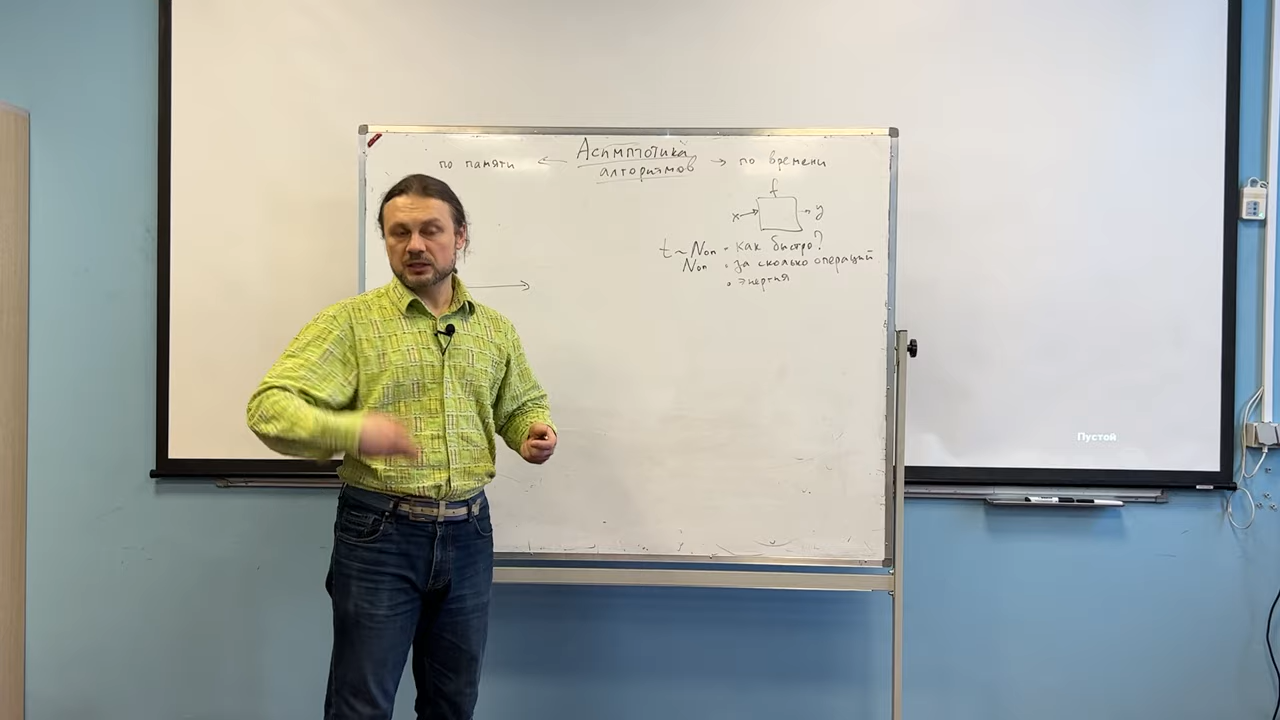 Асимптотика
по памяти ← алгоритмов → по времени
f
x → → y
t ~ Nоп • как быстро?
Nоп • за сколько операций
• энергия
Пустой